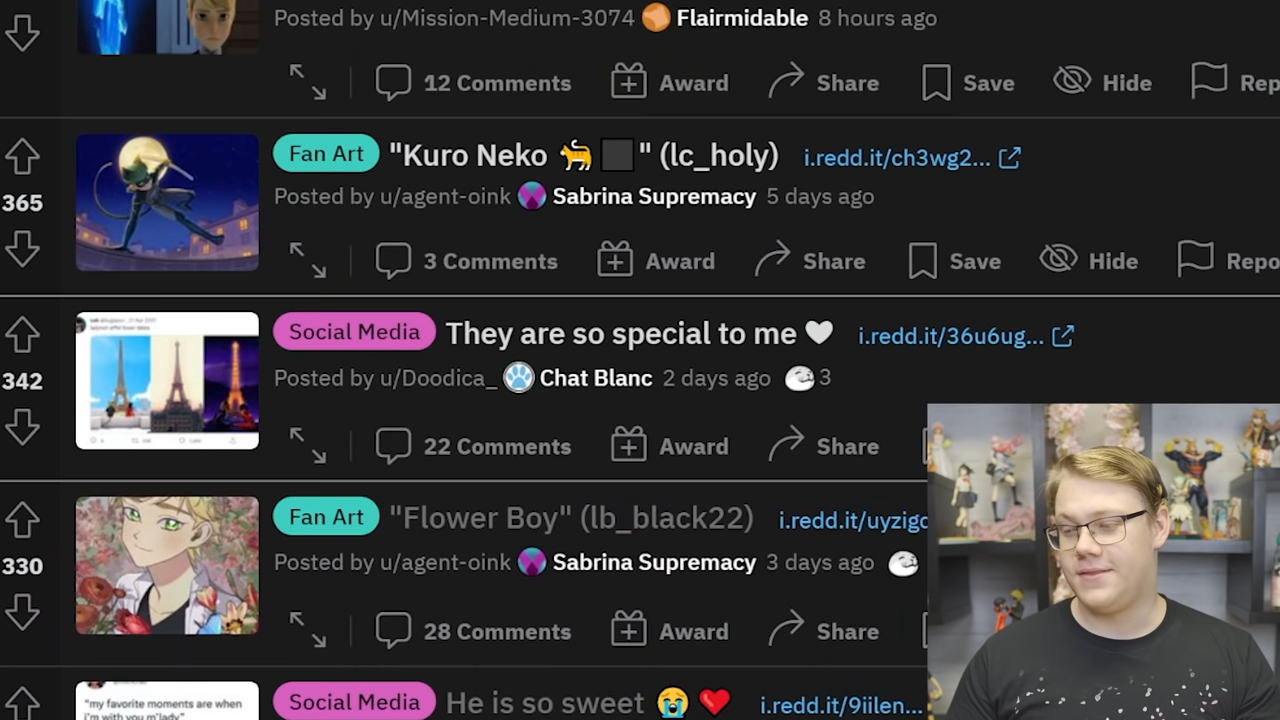 Posted by u/Mission-Medium-3074 Flairmidable 8 hours ago
12 Comments Award Share Save Hide Rep
Fan Art "Kuro Neko 🐈⬛" (lc_holy) i.redd.it/ch3wg2...
365
Posted by u/agent-oink Sabrina Supremacy 5 days ago
3 Comments Award Share Save Hide Repo
Social Media They are so special to me 🤍 i.redd.it/36u6ug...
342
Posted by u/Doodica_ Chat Blanc 2 days ago 3
22 Comments Award Share
Fan Art "Flower Boy" (lb_black22) i.redd.it/uyzigc
330
Posted by u/agent-oink Sabrina Supremacy 3 days ago
28 Comments Award Share
Social Media He is so sweet 😭❤️ i.redd.it/9iilen...
"my favorite moments are when
i'm with you m'lady"